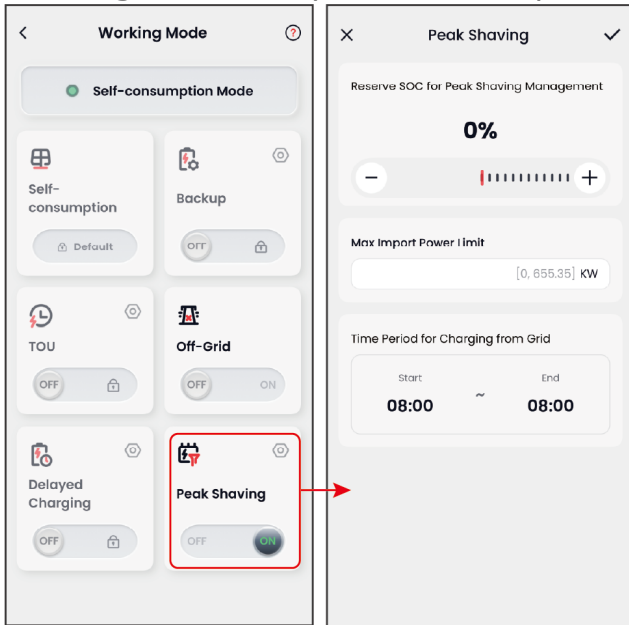 Working Mode
?
Self-consumption Mode
Self-
consumption
Default
Backup
OFF
TOU
OFF
Off-Grid
OFF ON
Delayed
Charging
OFF
Peak Shaving
OFF ON
Peak Shaving
Reserve SOC for Peak Shaving Management
0%
Max Import Power Limit
[0, 655.35] KW
Time Period for Charging from Grid
Start End
08:00 ~ 08:00